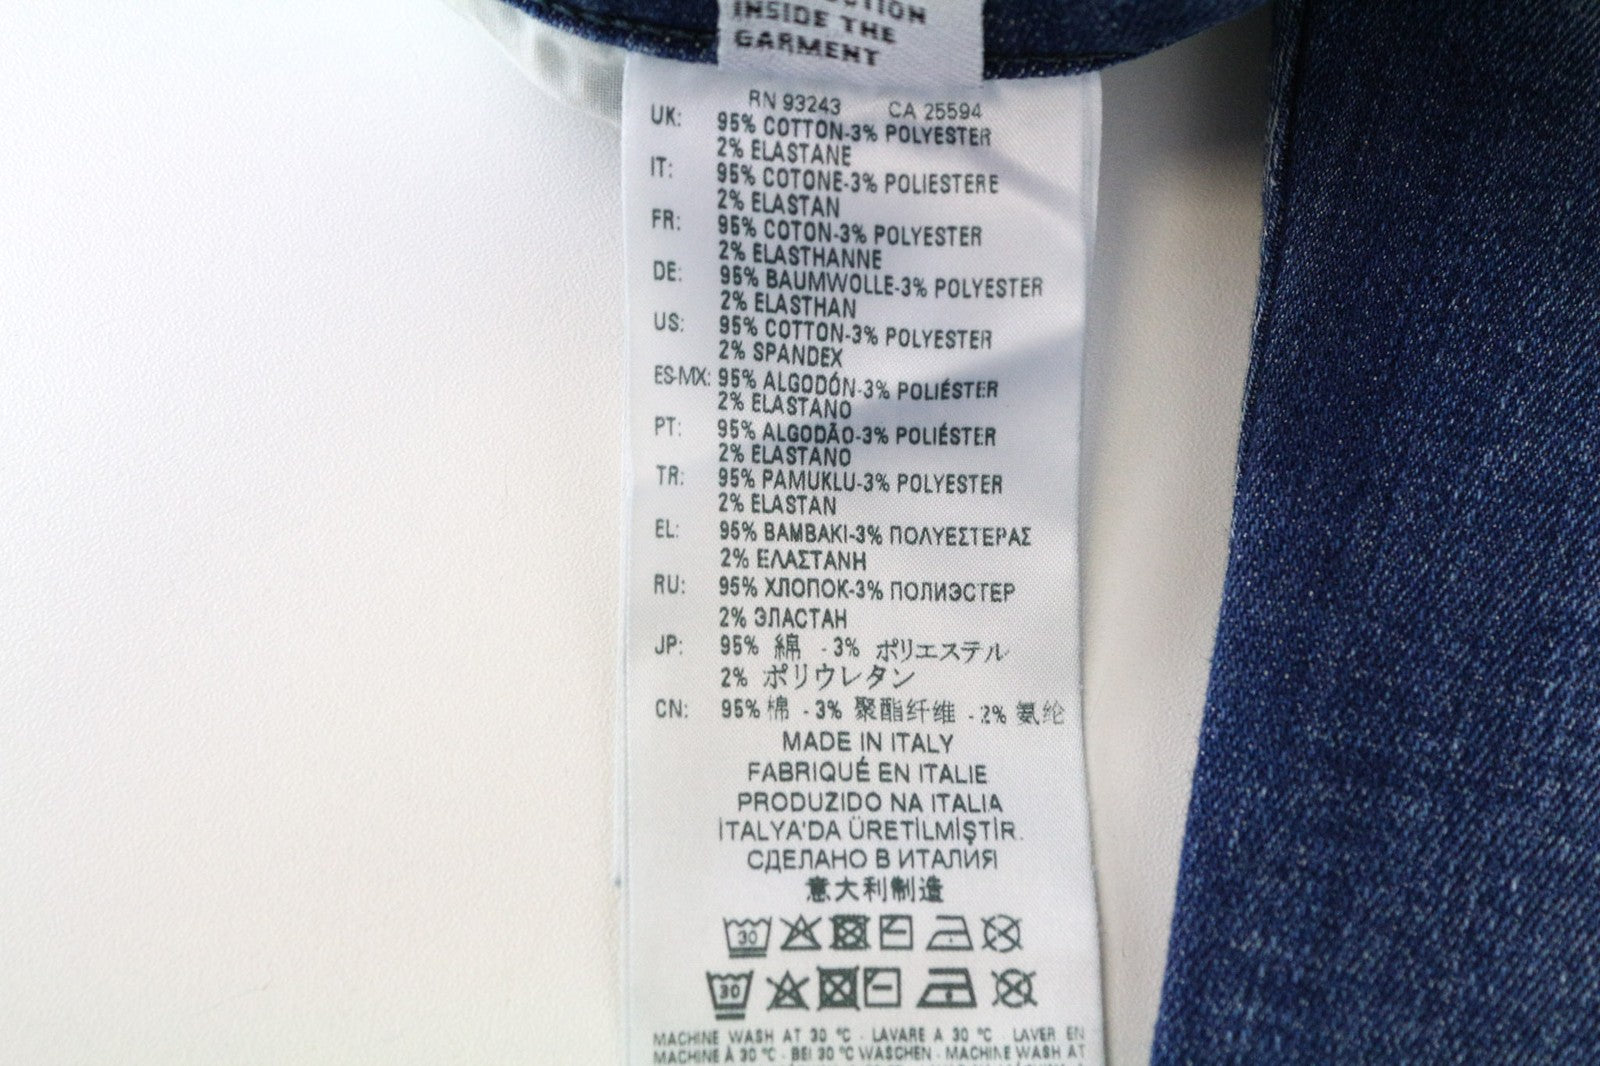 INSIDE THE
GARMENT
RN 93243 CA 25594
UK: 95% COTTON-3% POLYESTER
2% ELASTANE
IT: 95% COTONE-3% POLIESTERE
2% ELASTAN
FR: 95% COTON-3% POLYESTER
2% ELASTHANNE
DE: 95% BAUMWOLLE-3% POLYESTER
2% ELASTHAN
US: 95% COTTON-3% POLYESTER
2% SPANDEX
ES-MX: 95% ALGODÓN-3% POLIÉSTER
2% ELASTANO
PT: 95% ALGODÃO-3% POLIÉSTER
2% ELASTANO
TR: 95% PAMUKLU-3% POLYESTER
2% ELASTAN
EL: 95% ΒΑΜΒΑΚΙ-3% ΠΟΛΥΕΣΤΕΡΑΣ
2% ΕΛΑΣΤΑΝΗ
RU: 95% ХЛОПОК-3% ПОЛИЭСТЕР
2% ЭЛАСТАН
JP: 95% 綿 - 3% ポリエステル
2% ポリウレタン
CN: 95% 棉 - 3% 聚酯纤维 - 2% 氨纶
MADE IN ITALY
FABRIQUÉ EN ITALIE
PRODUZIDO NA ITALIA
İTALYA'DA ÜRETİLMİŞTİR.
СДЕЛАНО В ИТАЛИЯ
意大利制造
30
30
MACHINE WASH AT 30 °C - LAVARE A 30 °C - LAVER EN
MACHINE À 30 °C - BEI 30 °C WASCHEN - MACHINE WASH AT